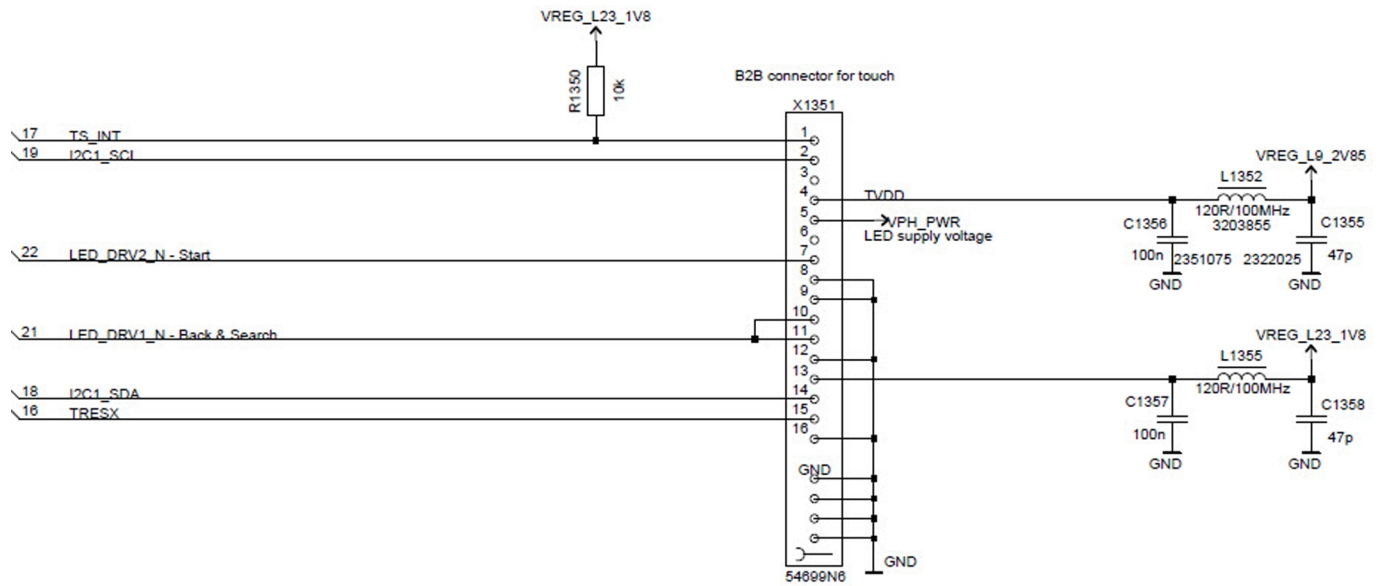 VREG_L23_1V8
R1350
10k
B2B connector for touch
X1351
17 TS_INT 1
19 I2C1_SCL 2
3
VREG_L9_2V85
L1352
4 TVDD
120R/100MHz
3203855
5 VPH_PWR
LED supply voltage
C1356
C1355
6
100n 2351075 2322025 47p
22 LED_DRV2_N - Start 7
8
GND GND
9
10
21 LED_DRV1_N - Back & Search 11
VREG_L23_1V8
12
L1355
13
120R/100MHz
18 I2C1_SDA 14
C1357
C1358
16 TRESX 15
16
100n 47p
GND GND
GND
GND
54699N6